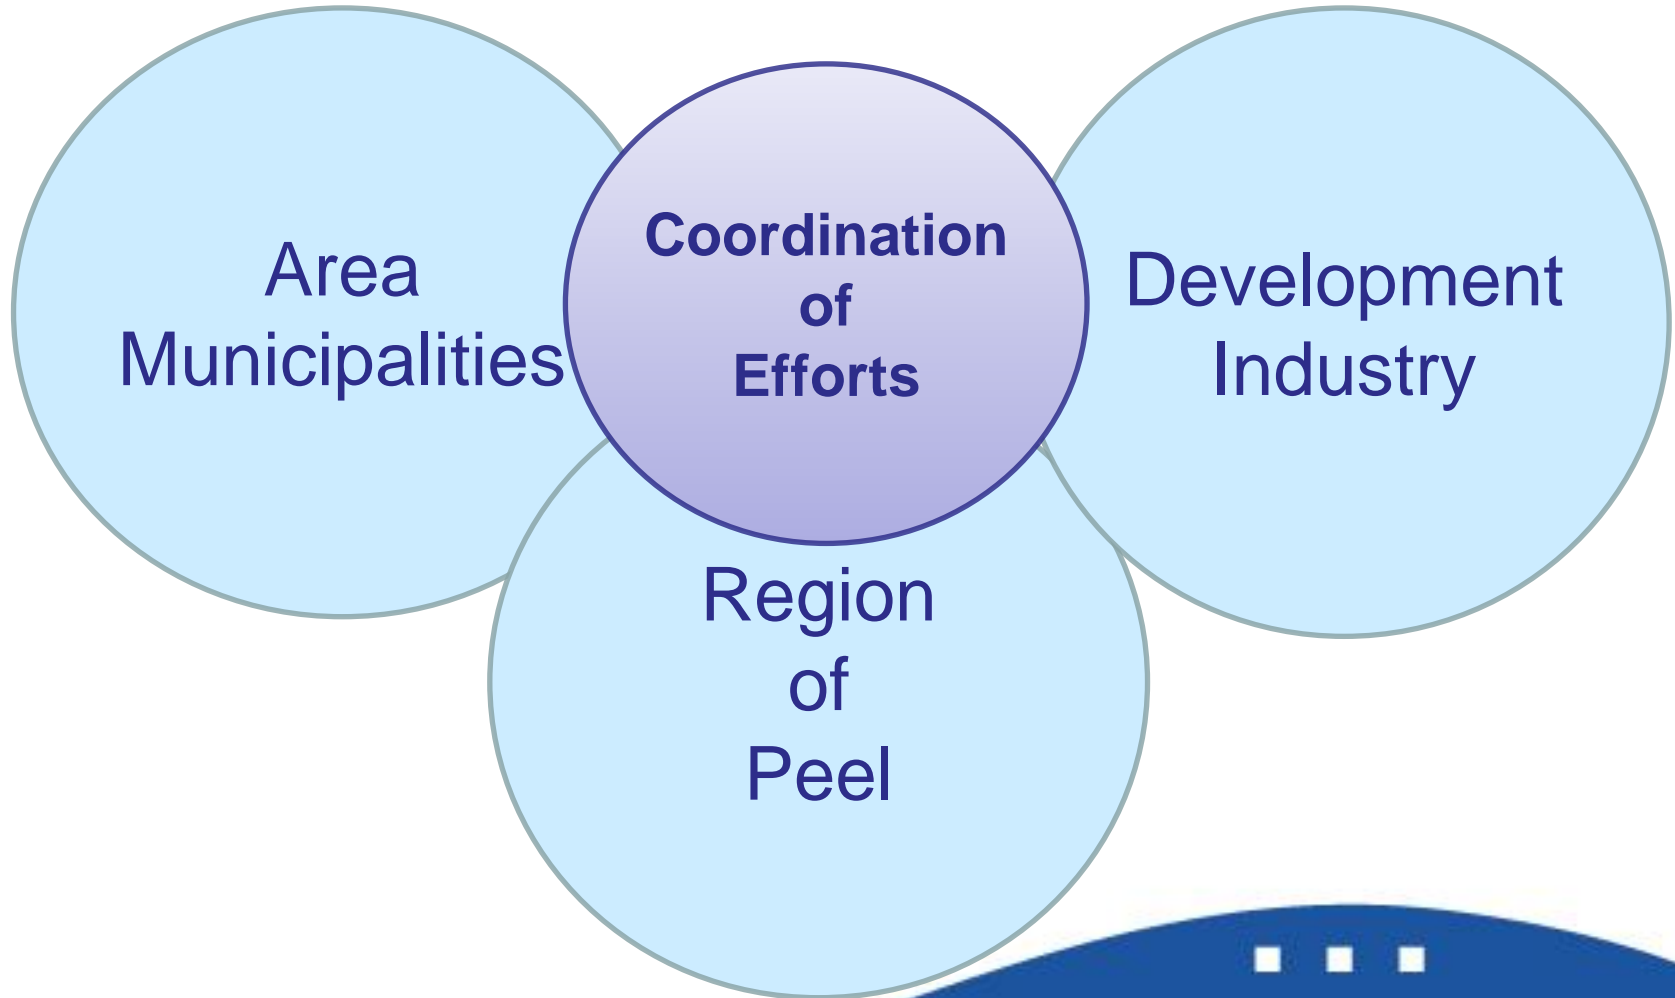 Area
Municipalities
Coordination
of
Efforts
Development
Industry
Region
of
Peel